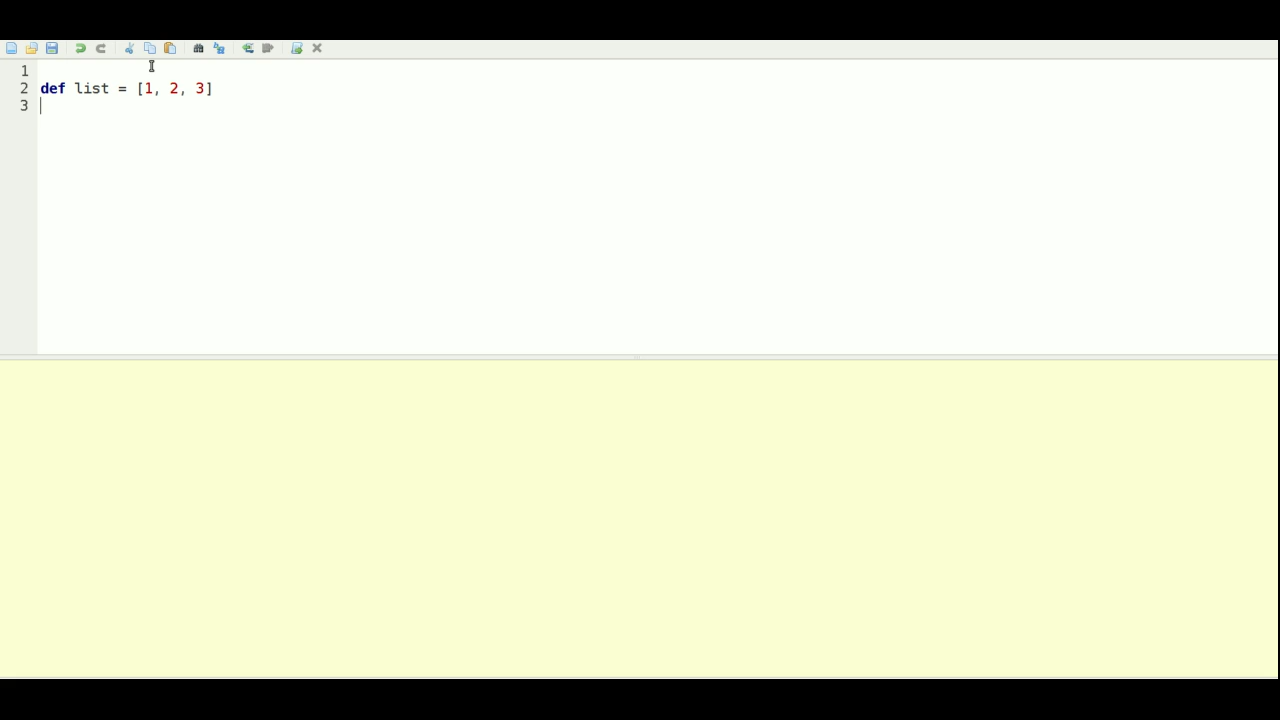 1
2 def list = [1, 2, 3]
3